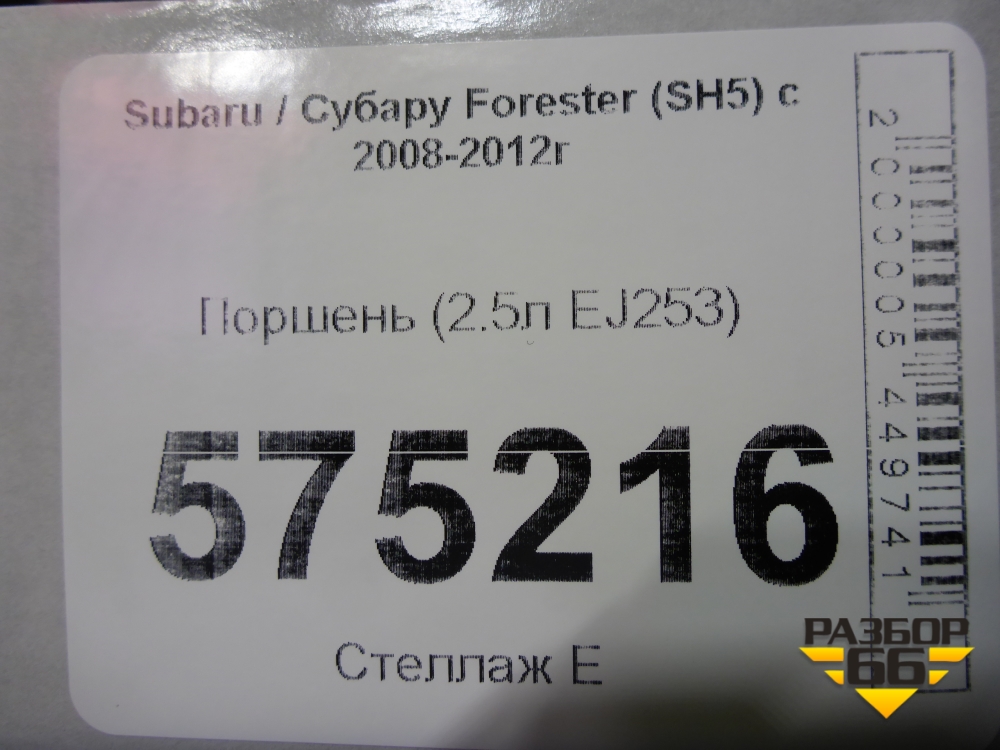 Subaru / Субару Forester (SH5) с
2008-2012г
Поршень (2.5л EJ253)
575216
Стеллаж E
2000005449741
РАЗБОР
66